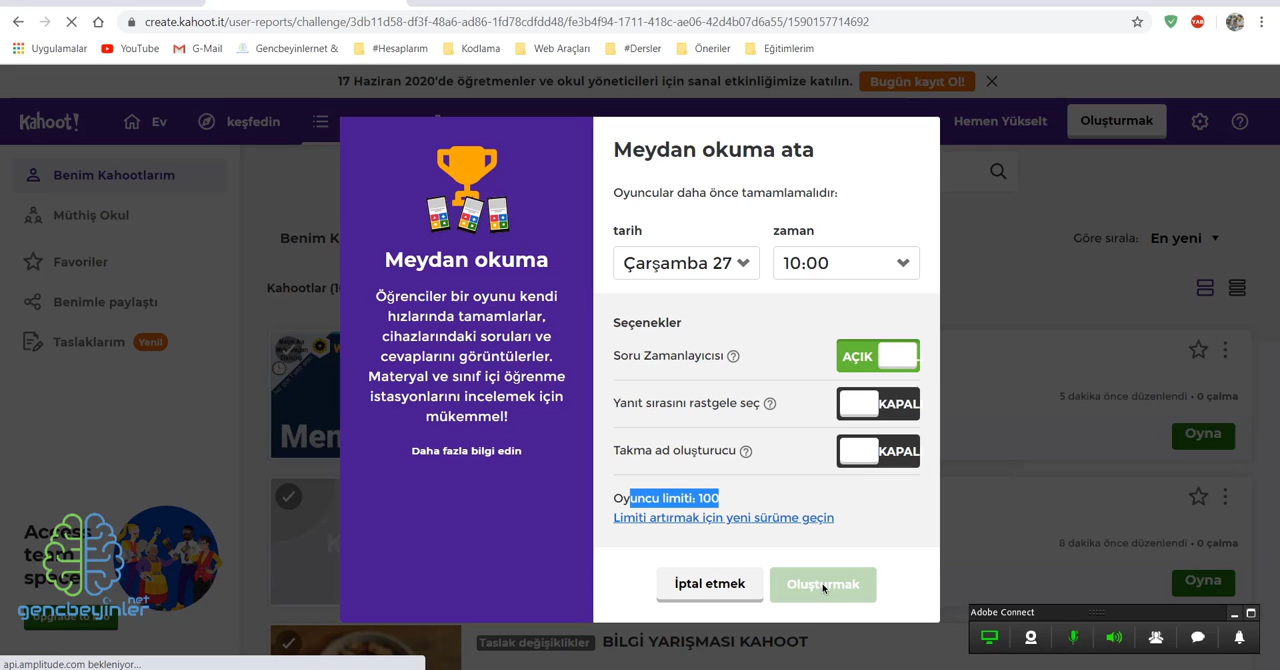 create.kahoot.it/user-reports/challenge/3db11d58-df3f-48a6-ad86-1fd78cdfdd48/fe3b4f94-1711-418c-ae06-42d4b07d6a55/1590157714692
YAB
Uygulamalar YouTube G-Mail Gencbeyinlernet & #Hesaplarım Kodlama Web Araçları #Dersler Öneriler Eğitimlerim
17 Haziran 2020'de öğretmenler ve okul yöneticileri için sanal etkinliğimize katılın. Bugün kayıt Ol!
Kahoot! Ev keşfedin Hemen Yükselt Oluşturmak
Benim Kahootlarım
Müthiş Okul
Favoriler
Benimle paylaştı
Taslaklarım Yeni!
Access
team
space
gencbeyinler .net
Benim K
Göre sırala: En yeni
Kahootlar (1
Men
5 dakika önce düzenlendi • 0 çalma
Oyna
8 dakika önce düzenlendi • 0 çalma
Oyna
Taslak değişiklikler BİLGİ YARIŞMASI KAHOOT
Meydan okuma
Öğrenciler bir oyunu kendi
hızlarında tamamlarlar,
cihazlarındaki soruları ve
cevaplarını görüntülerler.
Materyal ve sınıf içi öğrenme
istasyonlarını incelemek için
mükemmel!
Daha fazla bilgi edin
Meydan okuma ata
Oyuncular daha önce tamamlamalıdır:
tarih zaman
Çarşamba 27 10:00
Seçenekler
Soru Zamanlayıcısı AÇIK
Yanıt sırasını rastgele seç KAPAL
Takma ad oluşturucu KAPAL
Oyuncu limiti: 100
Limiti artırmak için yeni sürüme geçin
İptal etmek Oluşturmak
Adobe Connect
api.amplitude.com bekleniyor...